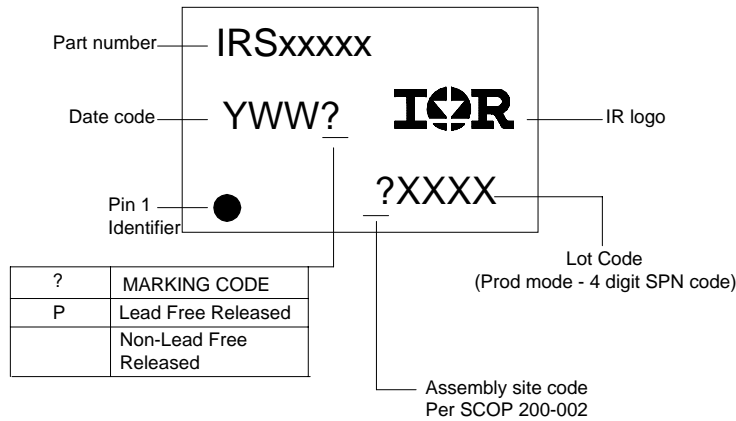 Part number
IRSxxxxx
Date code
YWW?
IOR
IR logo
?XXXX
Pin 1
Identifier
Lot Code
(Prod mode - 4 digit SPN code)
? MARKING CODE
P Lead Free Released
Non-Lead Free
Released
Assembly site code
Per SCOP 200-002